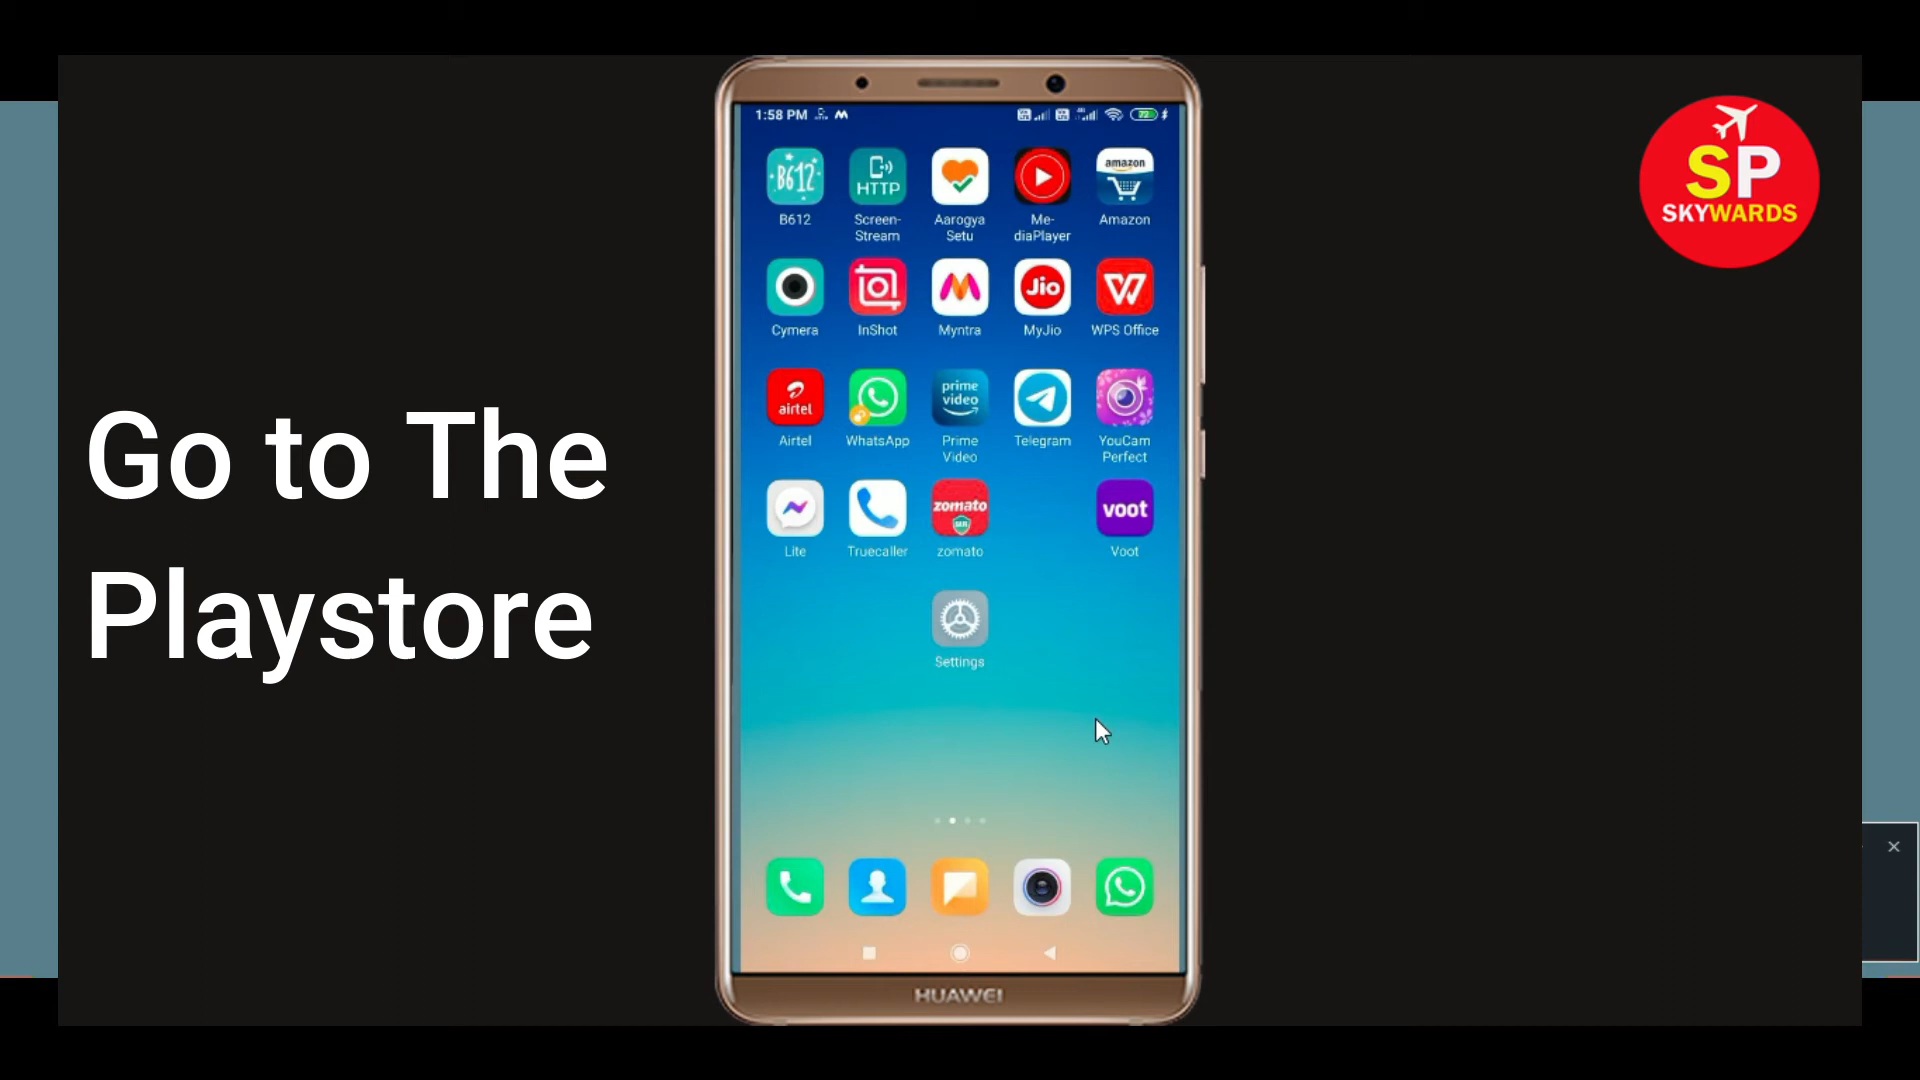 1:58 PM
B612
HTTP
amazon
B612
Screen-
Stream
Aarogya
Setu
Me-
diaPlayer
Amazon
Jio
Cymera
InShot
Myntra
MyJio
WPS Office
airtel
prime
video
Airtel
WhatsApp
Prime
Video
Telegram
YouCam
Perfect
zomato
voot
Lite
Truecaller
zomato
Voot
Settings
HUAWEI
Go to The
Playstore
SP
SKYWARDS